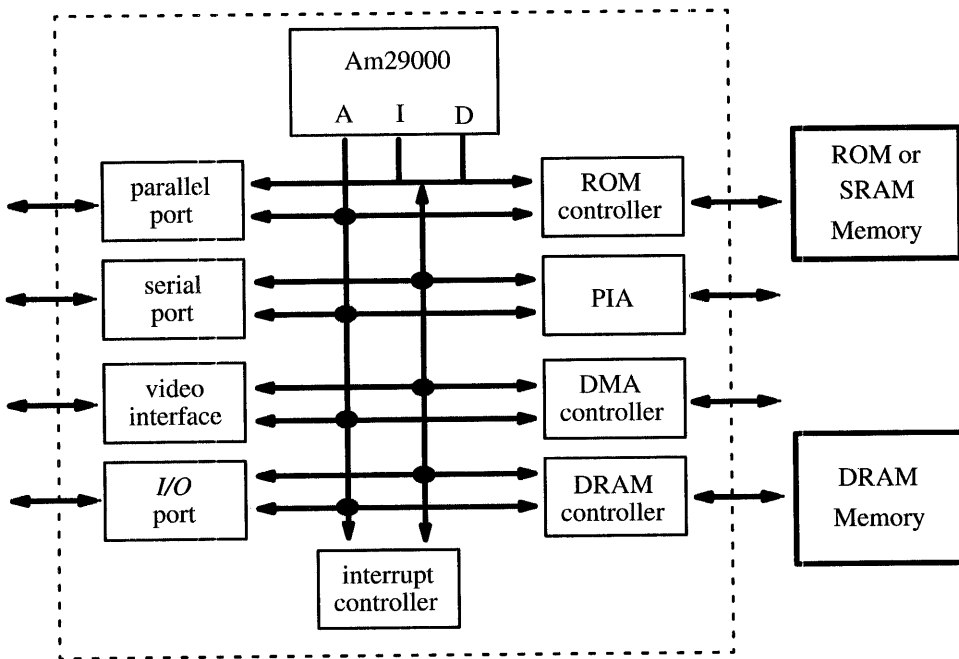 Am29000
A I D
parallel
port
ROM
controller
ROM or
SRAM
Memory
serial
port
PIA
video
interface
DMA
controller
I/O
port
DRAM
controller
DRAM
Memory
interrupt
controller